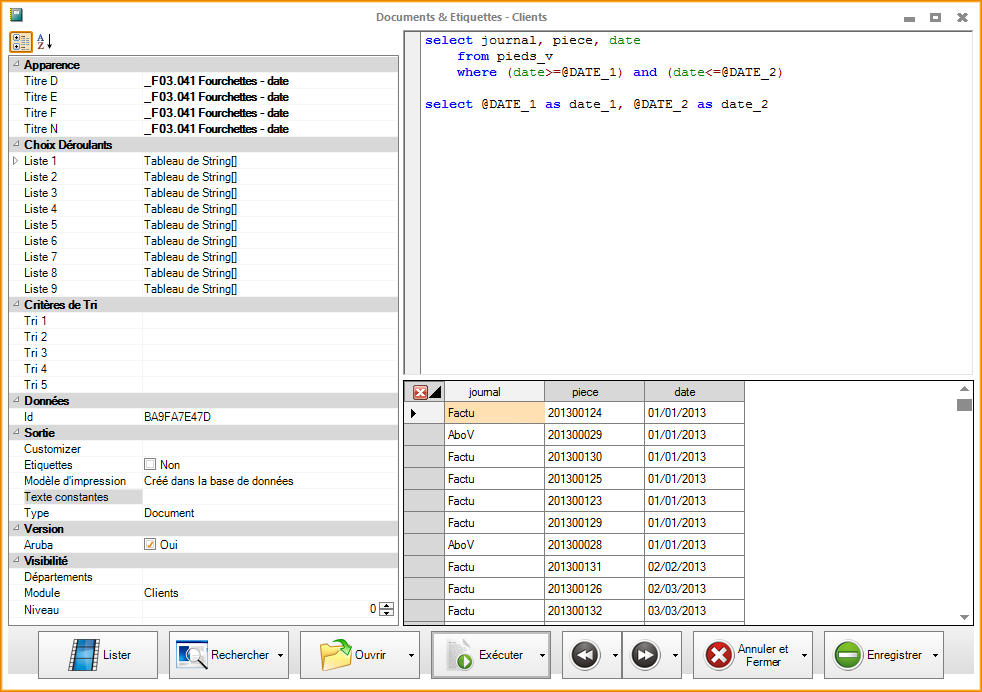 Documents & Etiquettes - Clients
A
Z
Apparence
Titre D _F03.041 Fourchettes - date
Titre E _F03.041 Fourchettes - date
Titre F _F03.041 Fourchettes - date
Titre N _F03.041 Fourchettes - date
Choix Déroulants
Liste 1 Tableau de String[]
Liste 2 Tableau de String[]
Liste 3 Tableau de String[]
Liste 4 Tableau de String[]
Liste 5 Tableau de String[]
Liste 6 Tableau de String[]
Liste 7 Tableau de String[]
Liste 8 Tableau de String[]
Liste 9 Tableau de String[]
Critères de Tri
Tri 1
Tri 2
Tri 3
Tri 4
Tri 5
Données
Id BA9FA7E47D
Sortie
Customizer
Etiquettes Non
Modèle d'impression Créé dans la base de données
Texte constantes
Type Document
Version
Aruba Oui
Visibilité
Départements
Module Clients
Niveau 0
select journal, piece, date
from pieds_v
where (date>=@DATE_1) and (date<=@DATE_2)
select @DATE_1 as date_1, @DATE_2 as date_2
journal piece date
Factu 201300124 01/01/2013
AboV 201300029 01/01/2013
Factu 201300130 01/01/2013
Factu 201300125 01/01/2013
Factu 201300123 01/01/2013
Factu 201300129 01/01/2013
AboV 201300028 01/01/2013
Factu 201300131 02/02/2013
Factu 201300126 02/03/2013
Factu 201300132 03/03/2013
Lister
Rechercher
Ouvrir
Exécuter
Annuler et
Fermer
Enregistrer